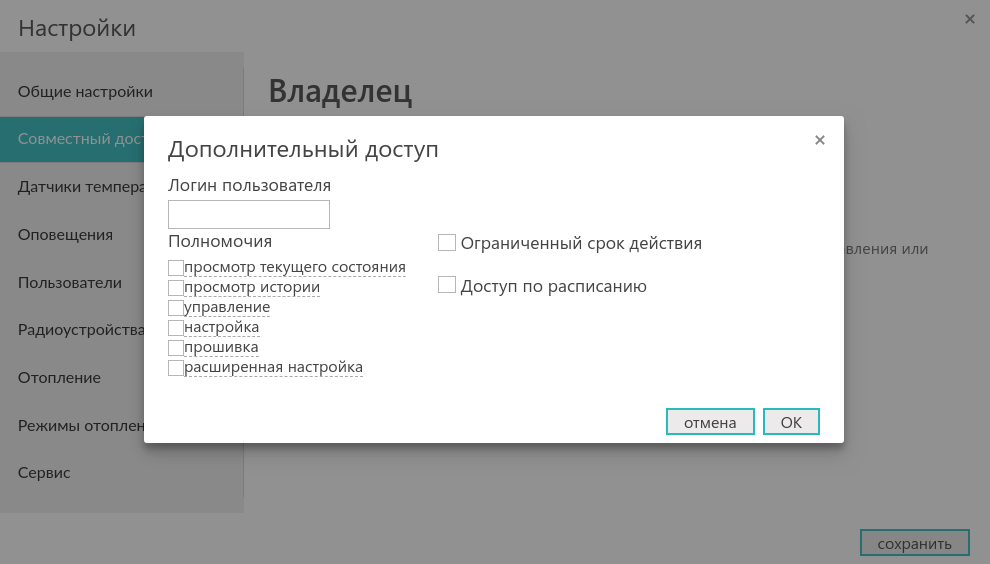 Настройки
Общие настройки
Владелец
Совместный дост
Дополнительный доступ
Логин пользователя
Датчики темпера
Оповещения
Полномочия
Ограниченный срок действия
овления или
просмотр текущего состояния
Пользователи
просмотр истории
Доступ по расписанию
управление
Радиоустройства
настройка
прошивка
расширенная настройка
Отопление
Режимы отоплен
отмена
OK
Сервис
сохранить